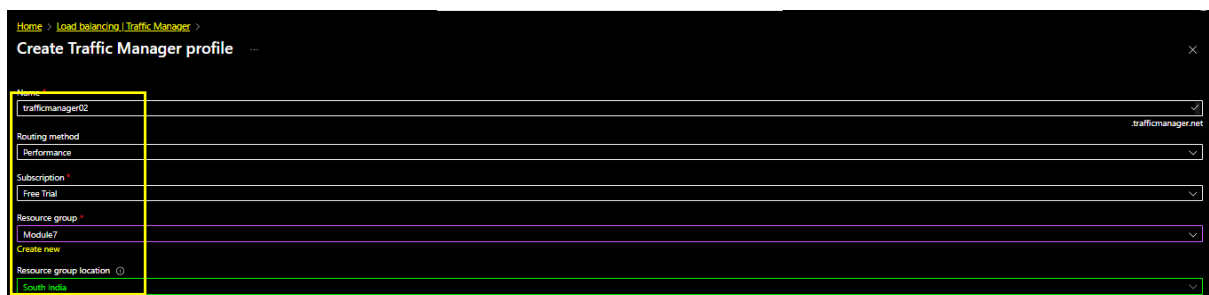 Home > Load balancing | Traffic Manager >
Create Traffic Manager profile ...
Name *
trafficmanager02
.trafficmanager.net
Routing method
Performance
Subscription *
Free Trial
Resource group *
Module7
Create new
Resource group location
South India